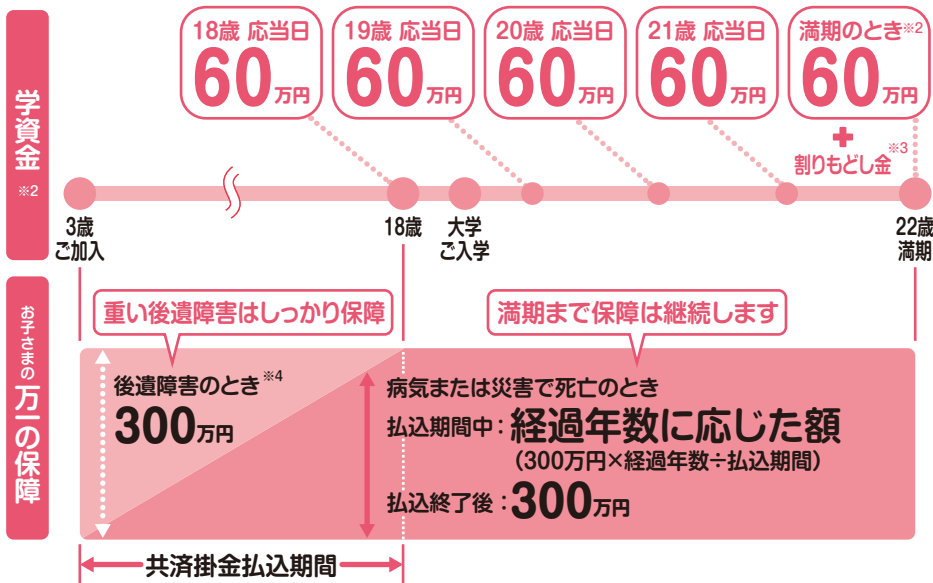 学資金
※2
18歳 応当日
60万円
19歳 応当日
60万円
20歳 応当日
60万円
21歳 応当日
60万円
満期のとき※2
60万円
+
割りもどし金※3
3歳
ご加入
18歳
大学
ご入学
22歳
満期
お子さまの万一の保障
重い後遺障害はしっかり保障
満期まで保障は継続します
後遺障害のとき※4
300万円
病気または災害で死亡のとき
払込期間中:経過年数に応じた額
(300万円×経過年数÷払込期間)
払込終了後:300万円
共済掛金払込期間